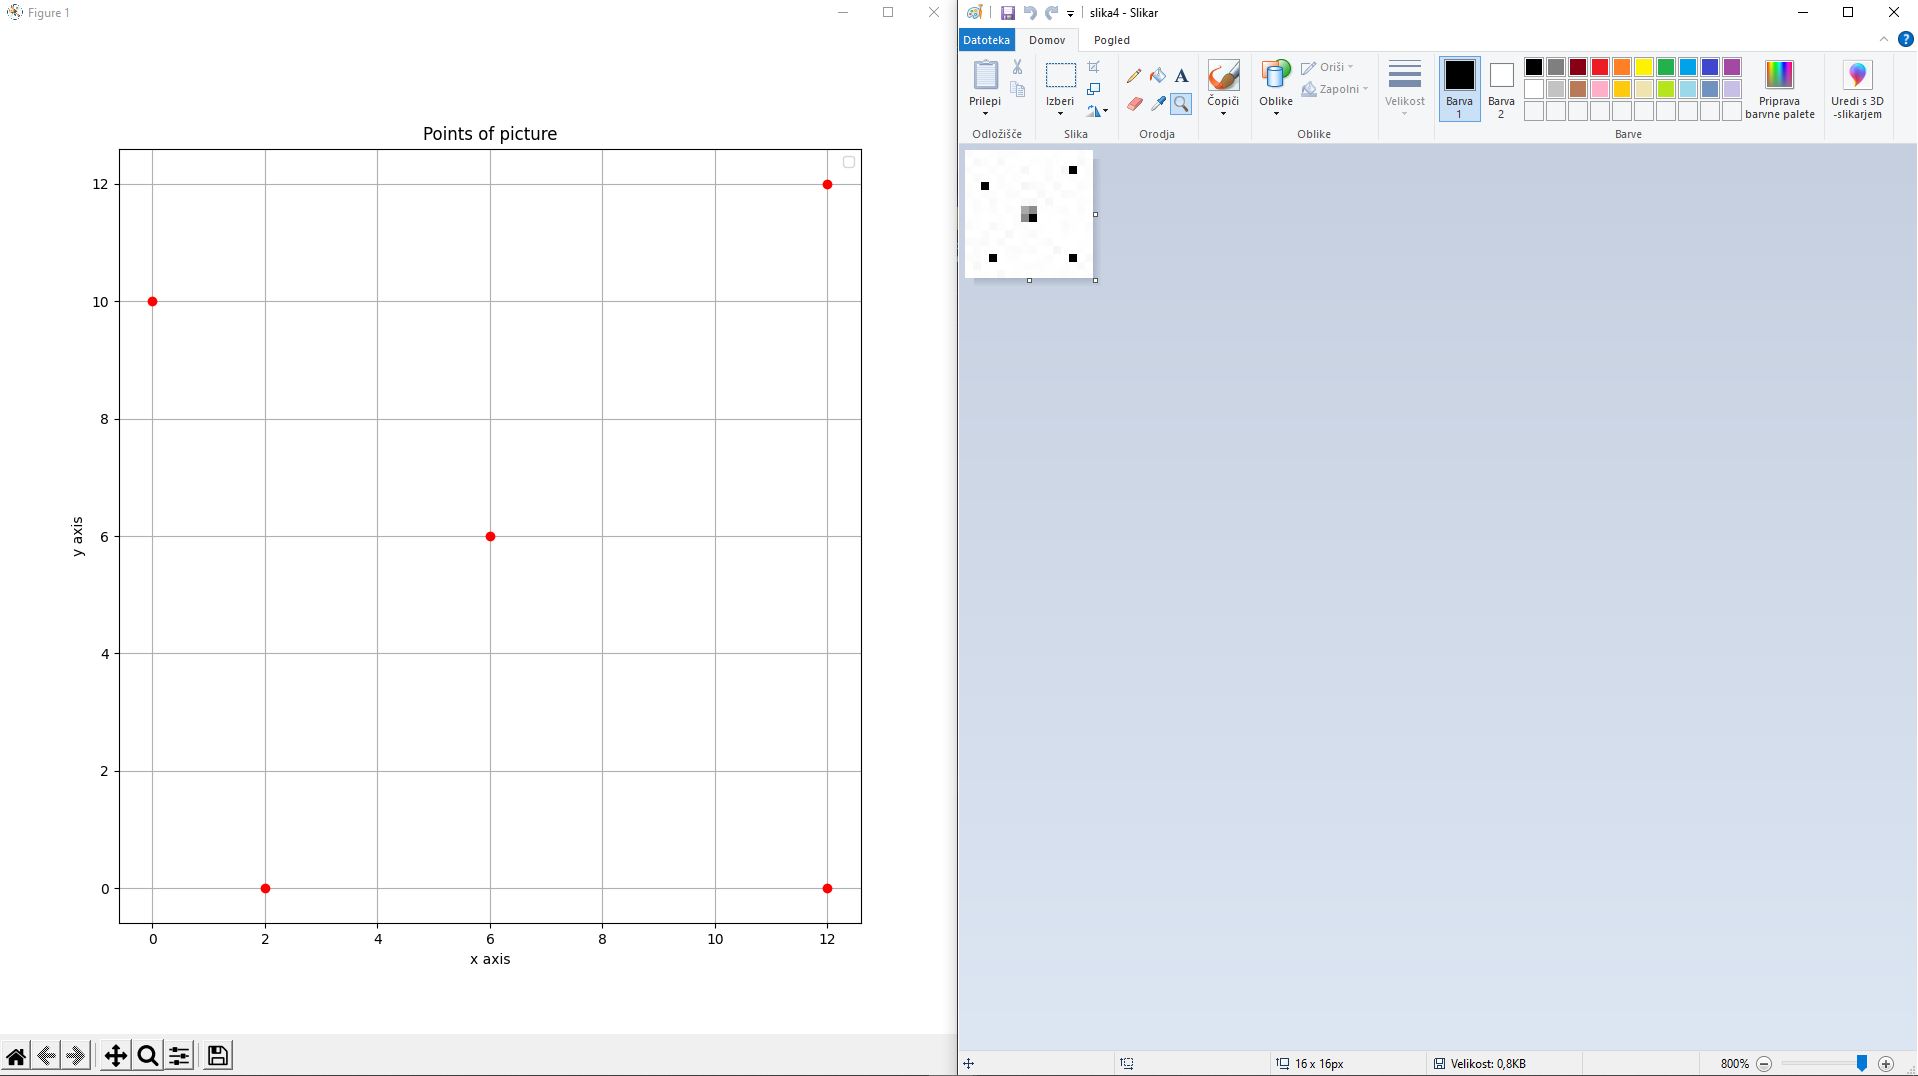 Figure 1
Points of picture
12
10
8
6
4
2
0
y axis
0 2 4 6 8 10 12
x axis
slika4 - Slikar
Datoteka Domov Pogled
Prilepi
Odložišče
Izberi
Slika
A
Orodja
Čopiči
Oblike
Oriši
Zapolni
Oblike
Velikost
Barva
1
Barva
2
Priprava
barvne palete
Barve
Uredi s 3D
-slikarjem
?
16 x 16px
Velikost: 0,8KB
800%